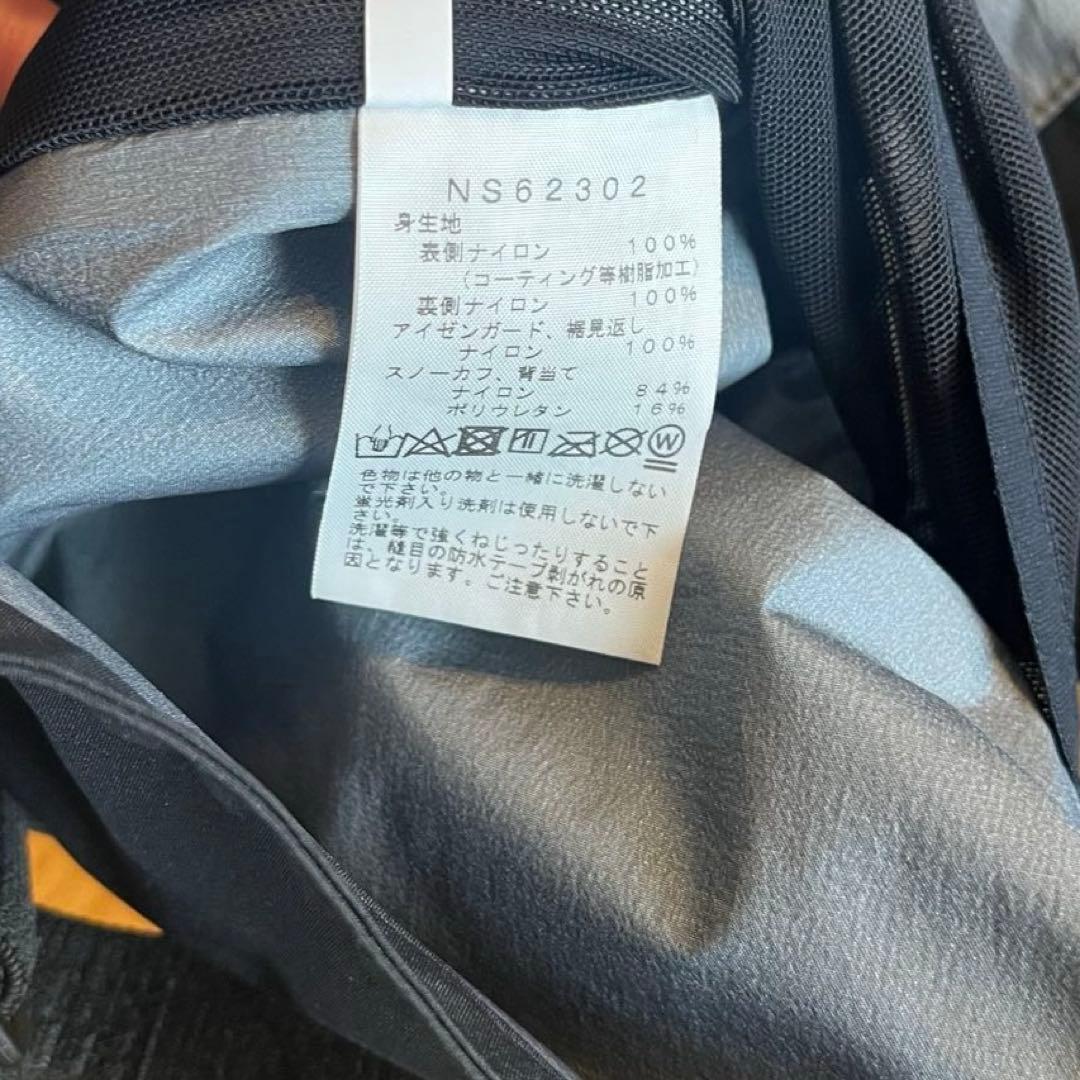 NS62302
身生地
表側ナイロン 100%
(コーティング等樹脂加工)
裏側ナイロン 100%
アイゼンガード、裾見返し
ナイロン 100%
スノーカフ、背当て
ナイロン 84%
ポリウレタン 16%
W
色物は他の物と一緒に洗濯しない
で下さい。
蛍光剤入り洗剤は使用しないで下
さい。
洗濯等で強くねじったりすること
は、縫目の防水テープ剥がれの原
因となります。ご注意下さい。